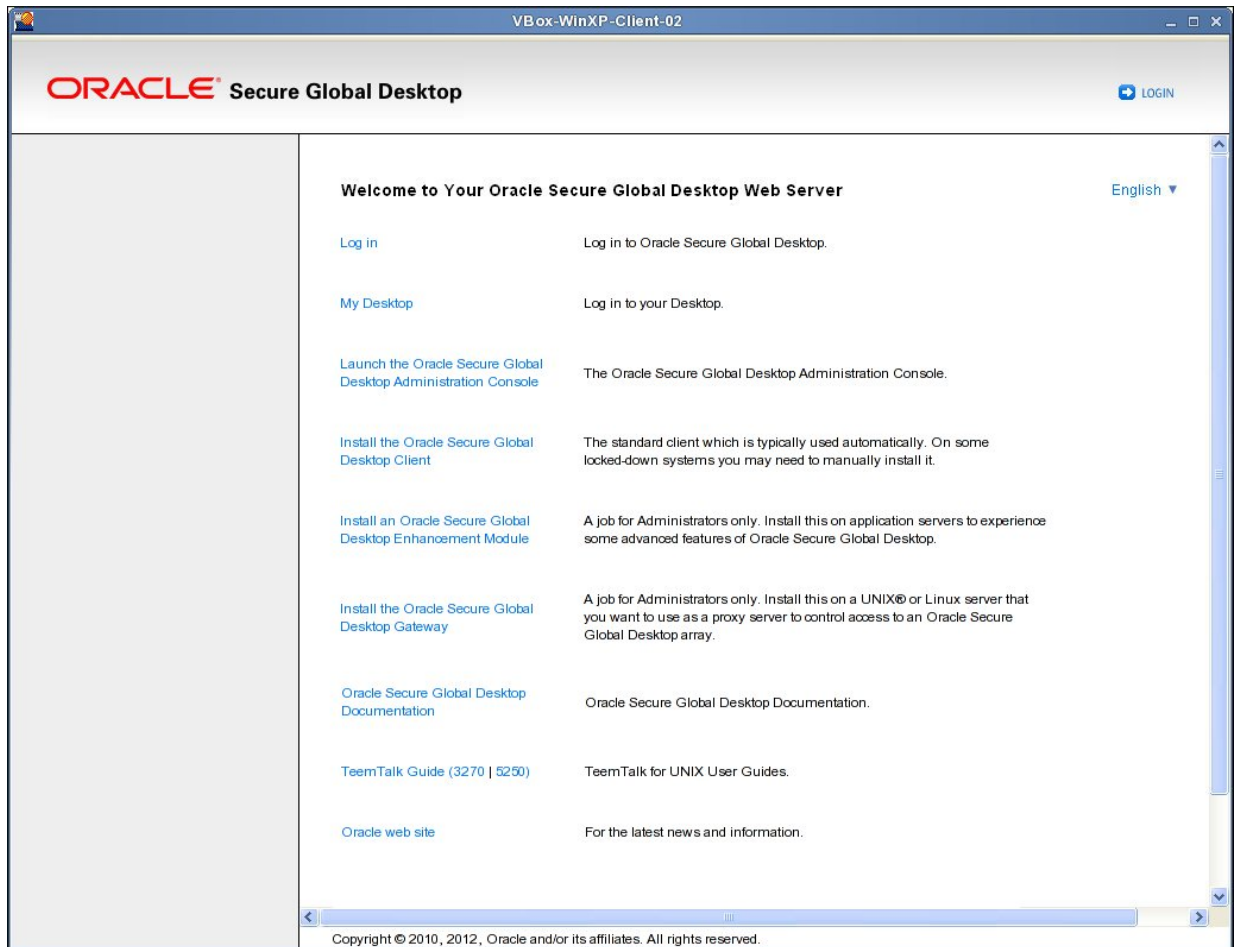 VBox-WinXP-Client-02
ORACLE® Secure Global Desktop
LOGIN
Welcome to Your Oracle Secure Global Desktop Web Server
English ▼
Log in
Log in to Oracle Secure Global Desktop.
My Desktop
Log in to your Desktop.
Launch the Oracle Secure Global
Desktop Administration Console
The Oracle Secure Global Desktop Administration Console.
Install the Oracle Secure Global
Desktop Client
The standard client which is typically used automatically. On some
locked-down systems you may need to manually install it.
Install an Oracle Secure Global
Desktop Enhancement Module
A job for Administrators only. Install this on application servers to experience
some advanced features of Oracle Secure Global Desktop.
Install the Oracle Secure Global
Desktop Gateway
A job for Administrators only. Install this on a UNIX® or Linux server that
you want to use as a proxy server to control access to an Oracle Secure
Global Desktop array.
Oracle Secure Global Desktop
Documentation
Oracle Secure Global Desktop Documentation.
TeemTalk Guide (3270 | 5250)
TeemTalk for UNIX User Guides.
Oracle web site
For the latest news and information.
Copyright © 2010, 2012, Oracle and/or its affiliates. All rights reserved.